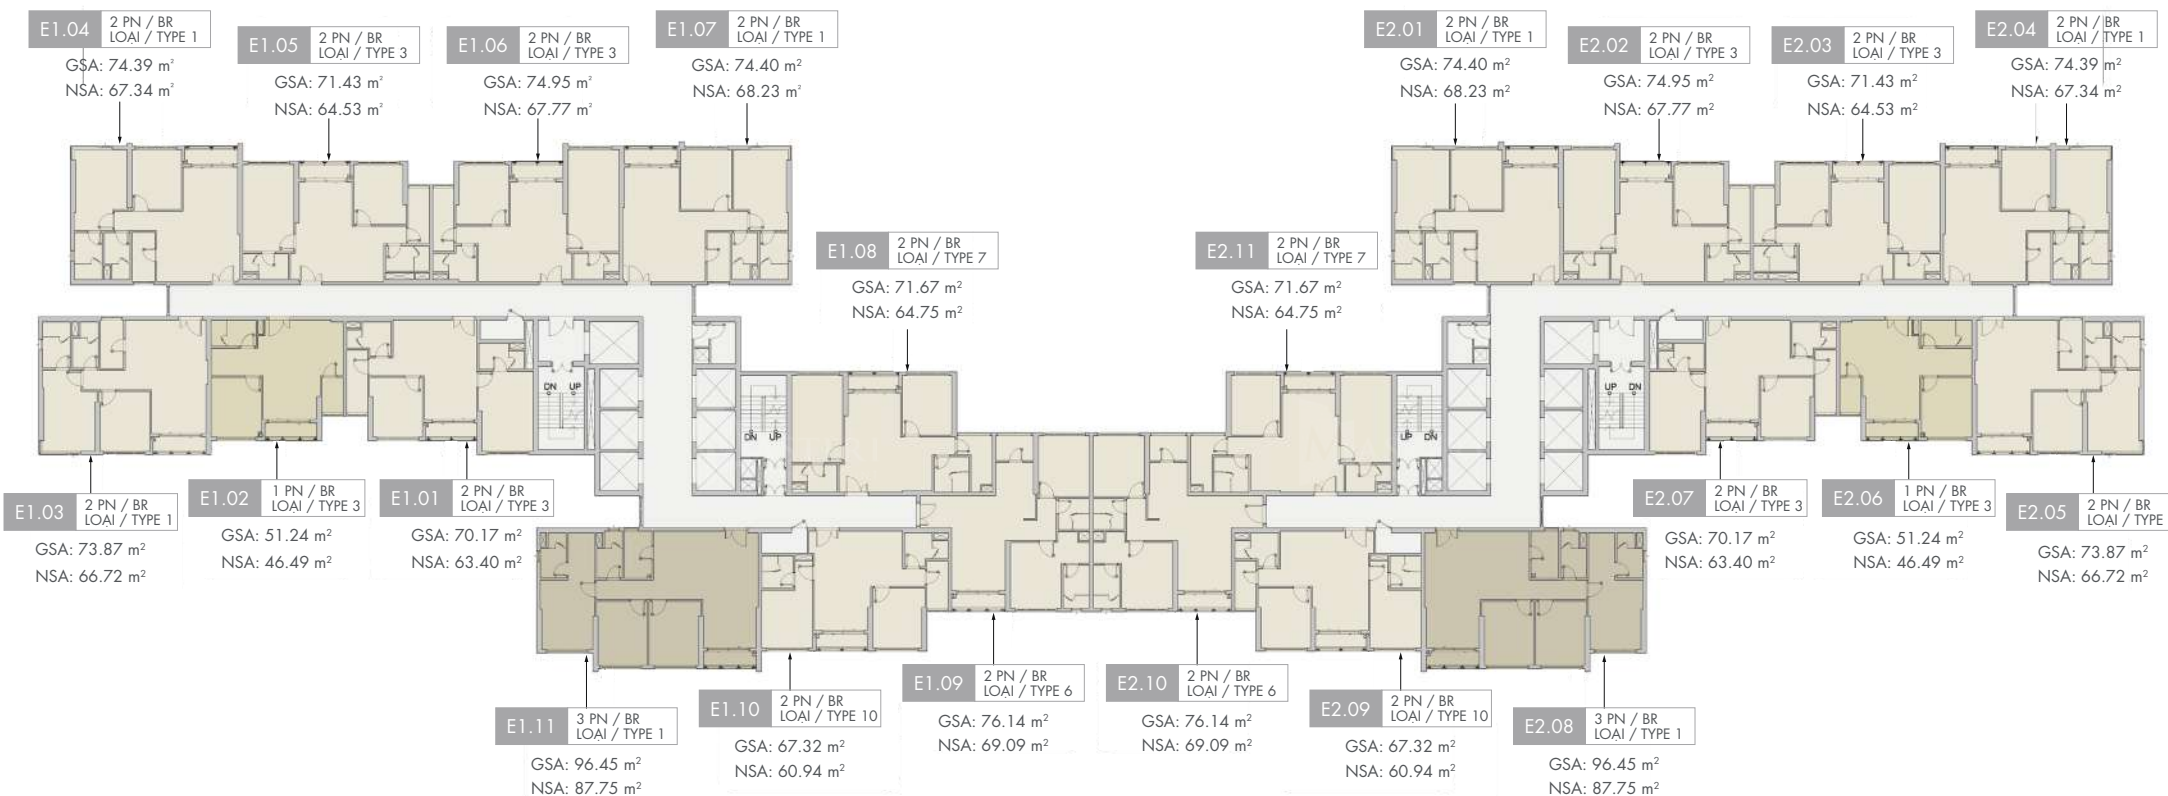 E1.04
2 PN / BR
LOẠI / TYPE 1
GSA: 74.39 m²
NSA: 67.34 m²
E1.05
2 PN / BR
LOẠI / TYPE 3
GSA: 71.43 m²
NSA: 64.53 m²
E1.06
2 PN / BR
LOẠI / TYPE 3
GSA: 74.95 m²
NSA: 67.77 m²
E1.07
2 PN / BR
LOẠI / TYPE 1
GSA: 74.40 m²
NSA: 68.23 m²
E2.01
2 PN / BR
LOẠI / TYPE 1
GSA: 74.40 m²
NSA: 68.23 m²
E2.02
2 PN / BR
LOẠI / TYPE 3
GSA: 74.95 m²
NSA: 67.77 m²
E2.03
2 PN / BR
LOẠI / TYPE 3
GSA: 71.43 m²
NSA: 64.53 m²
E2.04
2 PN / BR
LOẠI / TYPE 1
GSA: 74.39 m²
NSA: 67.34 m²
E1.08
2 PN / BR
LOẠI / TYPE 7
GSA: 71.67 m²
NSA: 64.75 m²
E2.11
2 PN / BR
LOẠI / TYPE 7
GSA: 71.67 m²
NSA: 64.75 m²
DN UP
DN UP
UP DN
UP DN
E1.03
2 PN / BR
LOẠI / TYPE 1
GSA: 73.87 m²
NSA: 66.72 m²
E1.02
1 PN / BR
LOẠI / TYPE 3
GSA: 51.24 m²
NSA: 46.49 m²
E1.01
2 PN / BR
LOẠI / TYPE 3
GSA: 70.17 m²
NSA: 63.40 m²
E2.07
2 PN / BR
LOẠI / TYPE 3
GSA: 70.17 m²
NSA: 63.40 m²
E2.06
1 PN / BR
LOẠI / TYPE 3
GSA: 51.24 m²
NSA: 46.49 m²
E2.05
2 PN / BR
LOẠI / TYPE
GSA: 73.87 m²
NSA: 66.72 m²
E1.11
3 PN / BR
LOẠI / TYPE 1
GSA: 96.45 m²
NSA: 87.75 m²
E1.10
2 PN / BR
LOẠI / TYPE 10
GSA: 67.32 m²
NSA: 60.94 m²
E1.09
2 PN / BR
LOẠI / TYPE 6
GSA: 76.14 m²
NSA: 69.09 m²
E2.10
2 PN / BR
LOẠI / TYPE 6
GSA: 76.14 m²
NSA: 69.09 m²
E2.09
2 PN / BR
LOẠI / TYPE 10
GSA: 67.32 m²
NSA: 60.94 m²
E2.08
3 PN / BR
LOẠI / TYPE 1
GSA: 96.45 m²
NSA: 87.75 m²